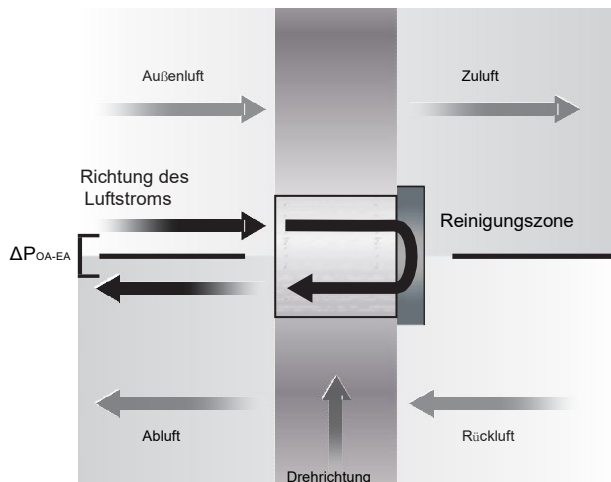 Außenluft
Zuluft
Richtung des
Luftstroms
Reinigungszone
ΔPOA-EA
Abluft
Rückluft
Drehrichtung